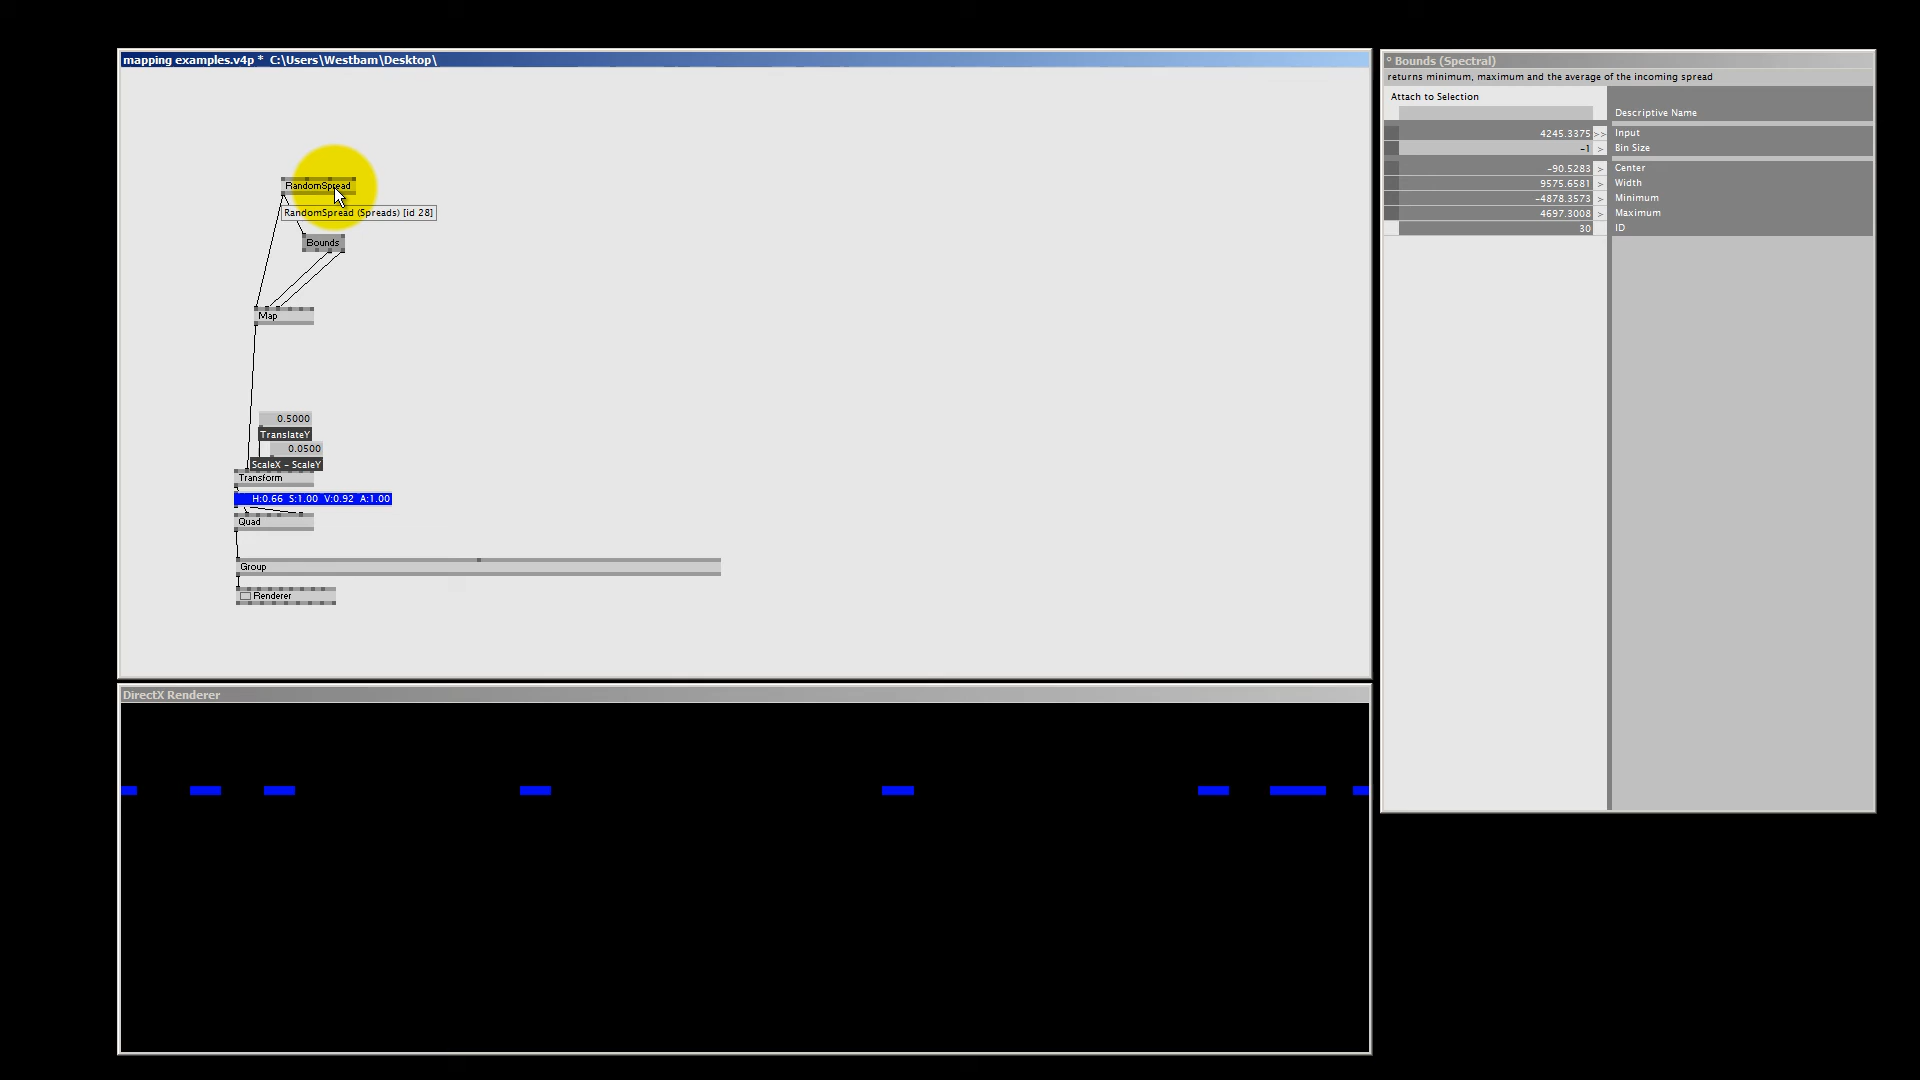 mapping examples.v4p *  C:\Users\Westbam\Desktop\
RandomSpread
RandomSpread (Spreads) [id 28]
Bounds
Map
0.5000
TranslateY
0.0500
ScaleX - ScaleY
Transform
H:0.66  S:1.00  V:0.92  A:1.00
Quad
Group
Renderer
DirectX Renderer
° Bounds (Spectral)
returns minimum, maximum and the average of the incoming spread
Attach to Selection
Descriptive Name
4245.3375 >> Input
-1 > Bin Size
-90.5283 > Center
9575.6581 > Width
-4878.3573 > Minimum
4697.3008 > Maximum
30 ID